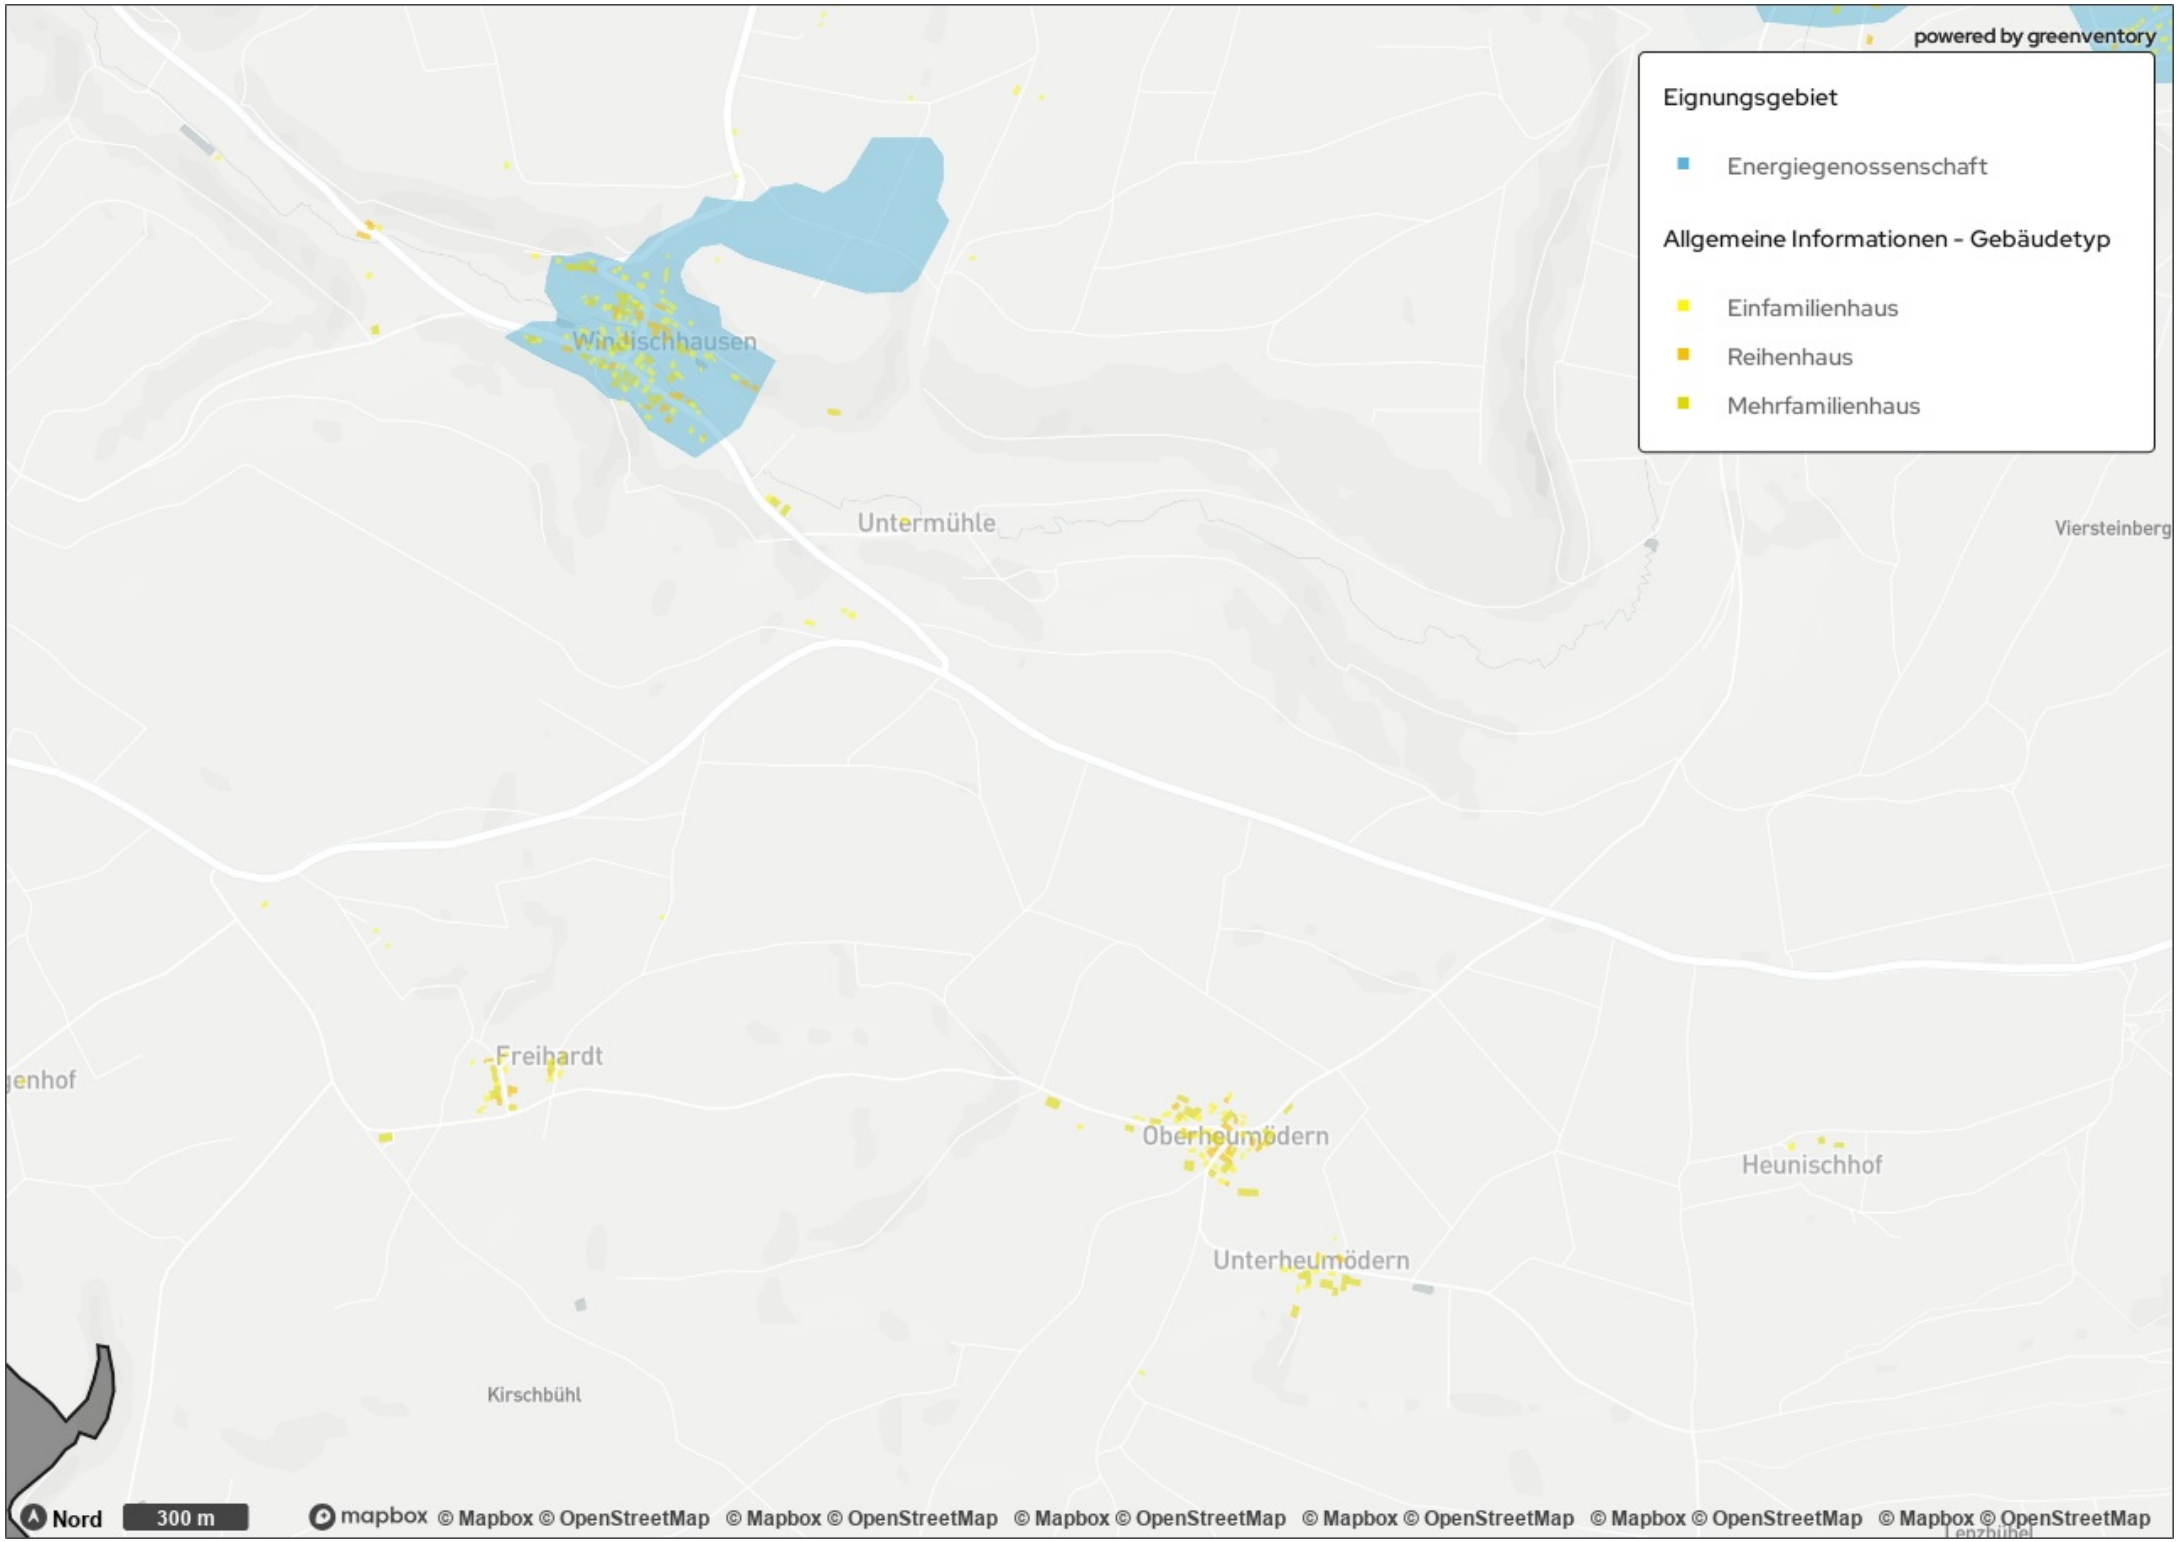 powered by greenventory
Eignungsgebiet
Energiegenossenschaft
Allgemeine Informationen - Gebäudetyp
Einfamilienhaus
Reihenhaus
Mehrfamilienhaus
Windischhausen
Untermühle
Viersteinberg
Freihardt
genhof
Oberheumödern
Heunischhof
Unterheumödern
Kirschbühl
Nord
300 m
mapbox © Mapbox © OpenStreetMap © Mapbox © OpenStreetMap © Mapbox © OpenStreetMap © Mapbox © OpenStreetMap © Mapbox © OpenStreetMap © Mapbox © OpenStreetMap
Lenzbühel